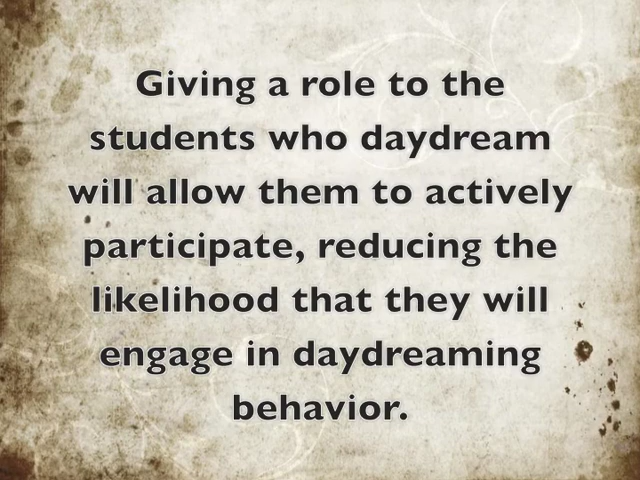 Giving a role to the
students who daydream
will allow them to actively
participate, reducing the
likelihood that they will
engage in daydreaming
behavior.